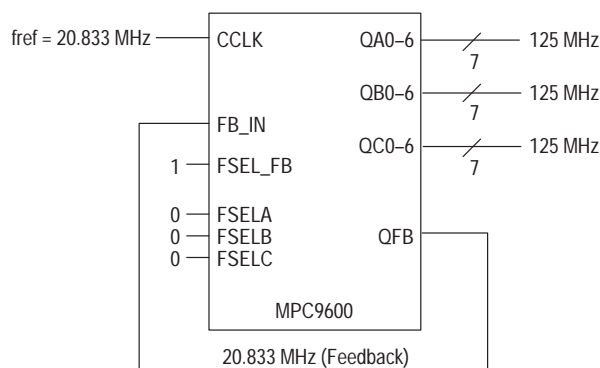 fref = 20.833 MHz CCLK QA0–6 125 MHz
7
QB0–6 125 MHz
7
FB_IN
QC0–6 125 MHz
7
1 FSEL_FB
0 FSELA
0 FSELB QFB
0 FSELC
MPC9600
20.833 MHz (Feedback)